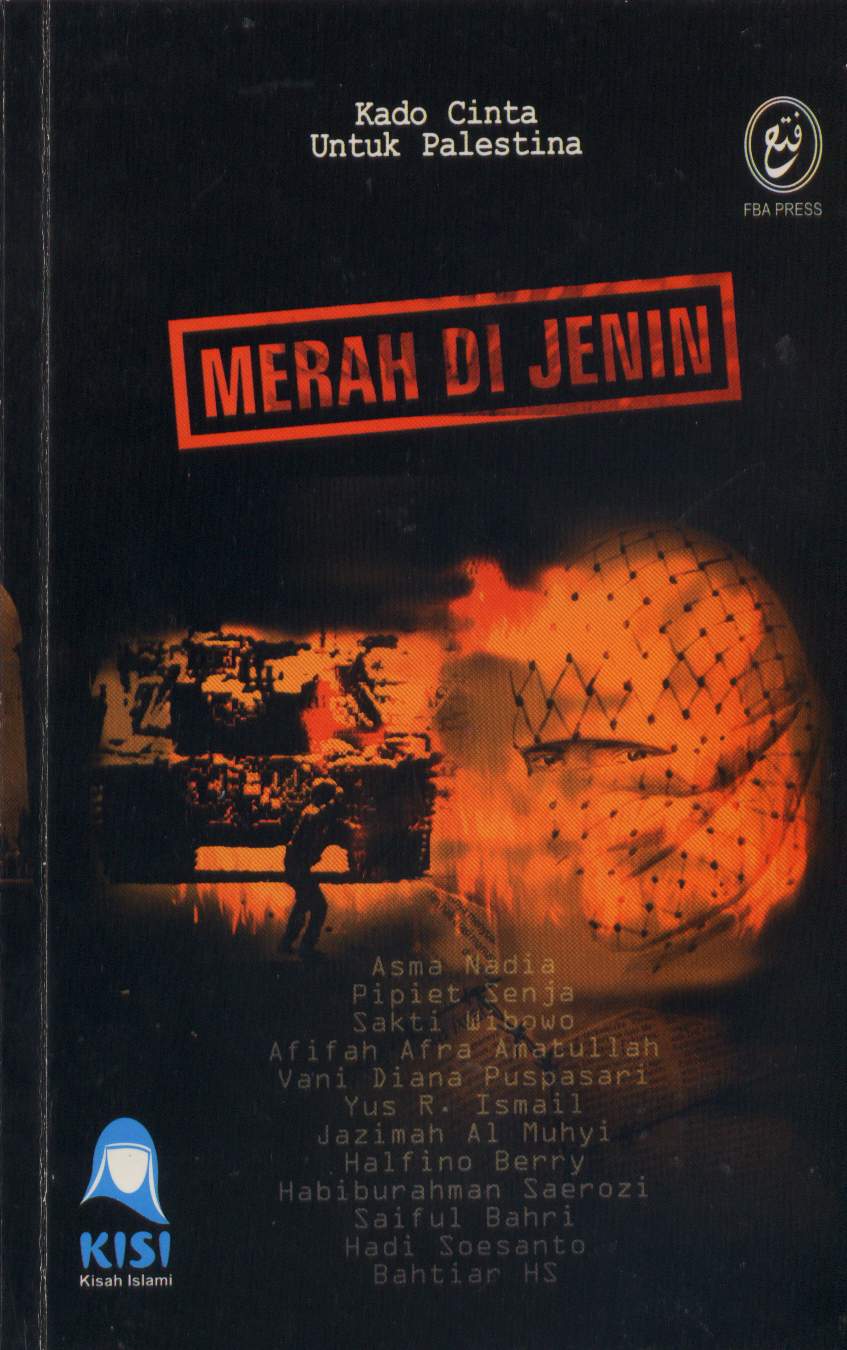 Kado Cinta
Untuk Palestina
فتح
FBA PRESS
MERAH DI JENIN
Asma Nadia
Pipiet Senja
Sakti Wibowo
Afifah Afra Amatullah
Vani Diana Puspasari
Yus R. Ismail
Jazimah Al Muhyi
Halfino Berry
Habiburahman Saerozi
Saiful Bahri
Hadi Soesanto
Bahtiar HS
KISI
Kisah Islami